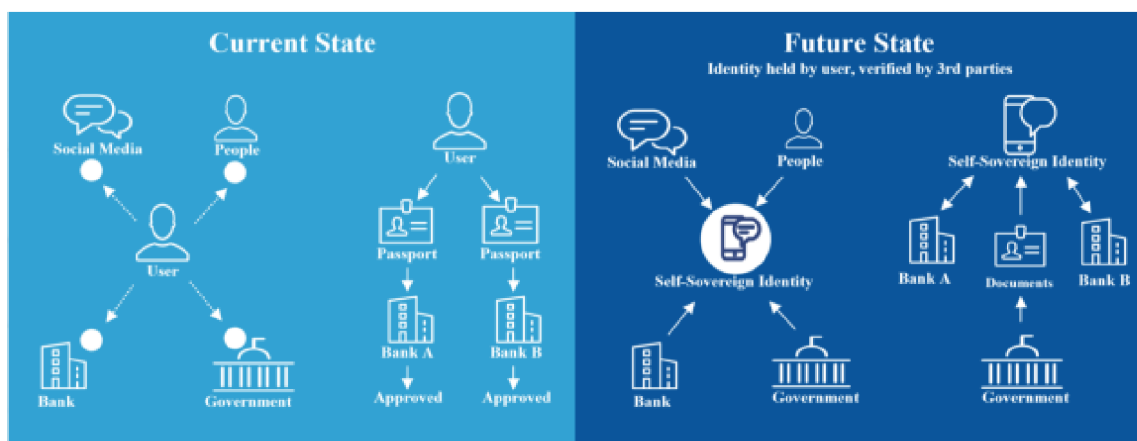 Current State
Social Media
People
User
Bank
Government
User
Passport
Passport
Bank A
Bank B
Approved
Approved
Future State
Identity held by user, verified by 3rd parties
Social Media
People
Self-Sovereign Identity
Bank
Government
Self-Sovereign Identity
Bank A
Documents
Bank B
Government